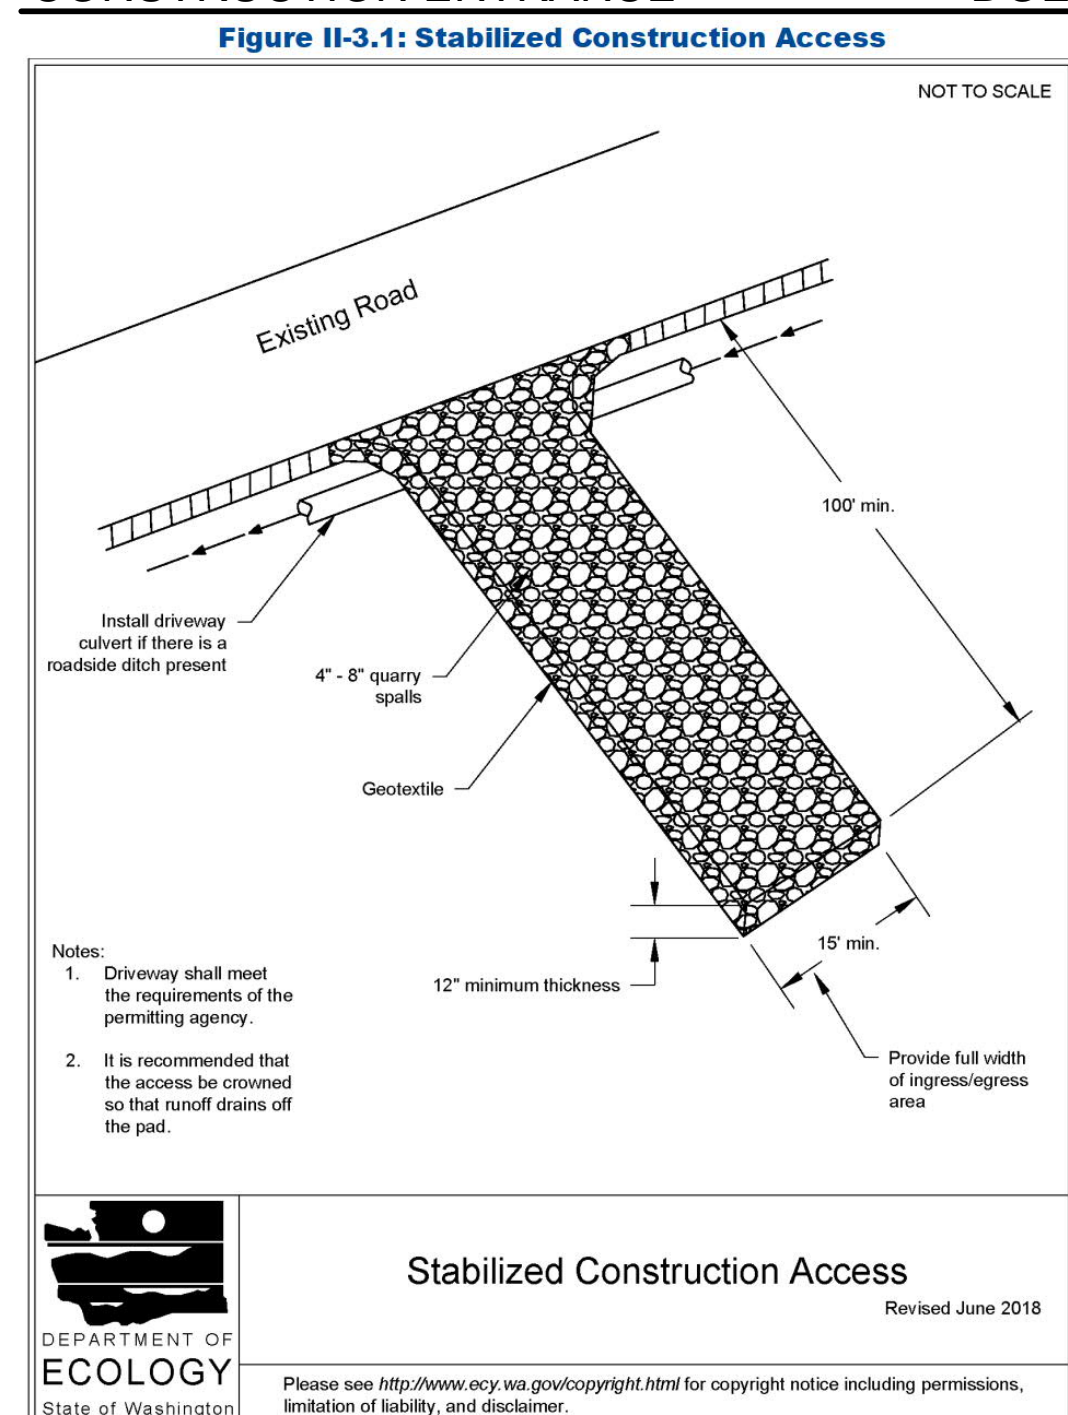 CONSTRUCTION ENTRANCE
Figure II-3.1: Stabilized Construction Access
NOT TO SCALE
Existing Road
100' min.
Install driveway
culvert if there is a
roadside ditch present
4" - 8" quarry
spalls
Geotextile
15' min.
12" minimum thickness
Provide full width
of ingress/egress
area
Notes:
1. Driveway shall meet
the requirements of the
permitting agency.
2. It is recommended that
the access be crowned
so that runoff drains off
the pad.
Stabilized Construction Access
Revised June 2018
DEPARTMENT OF
ECOLOGY
State of Washington
Please see http://www.ecy.wa.gov/copyright.html for copyright notice including permissions,
limitation of liability, and disclaimer.